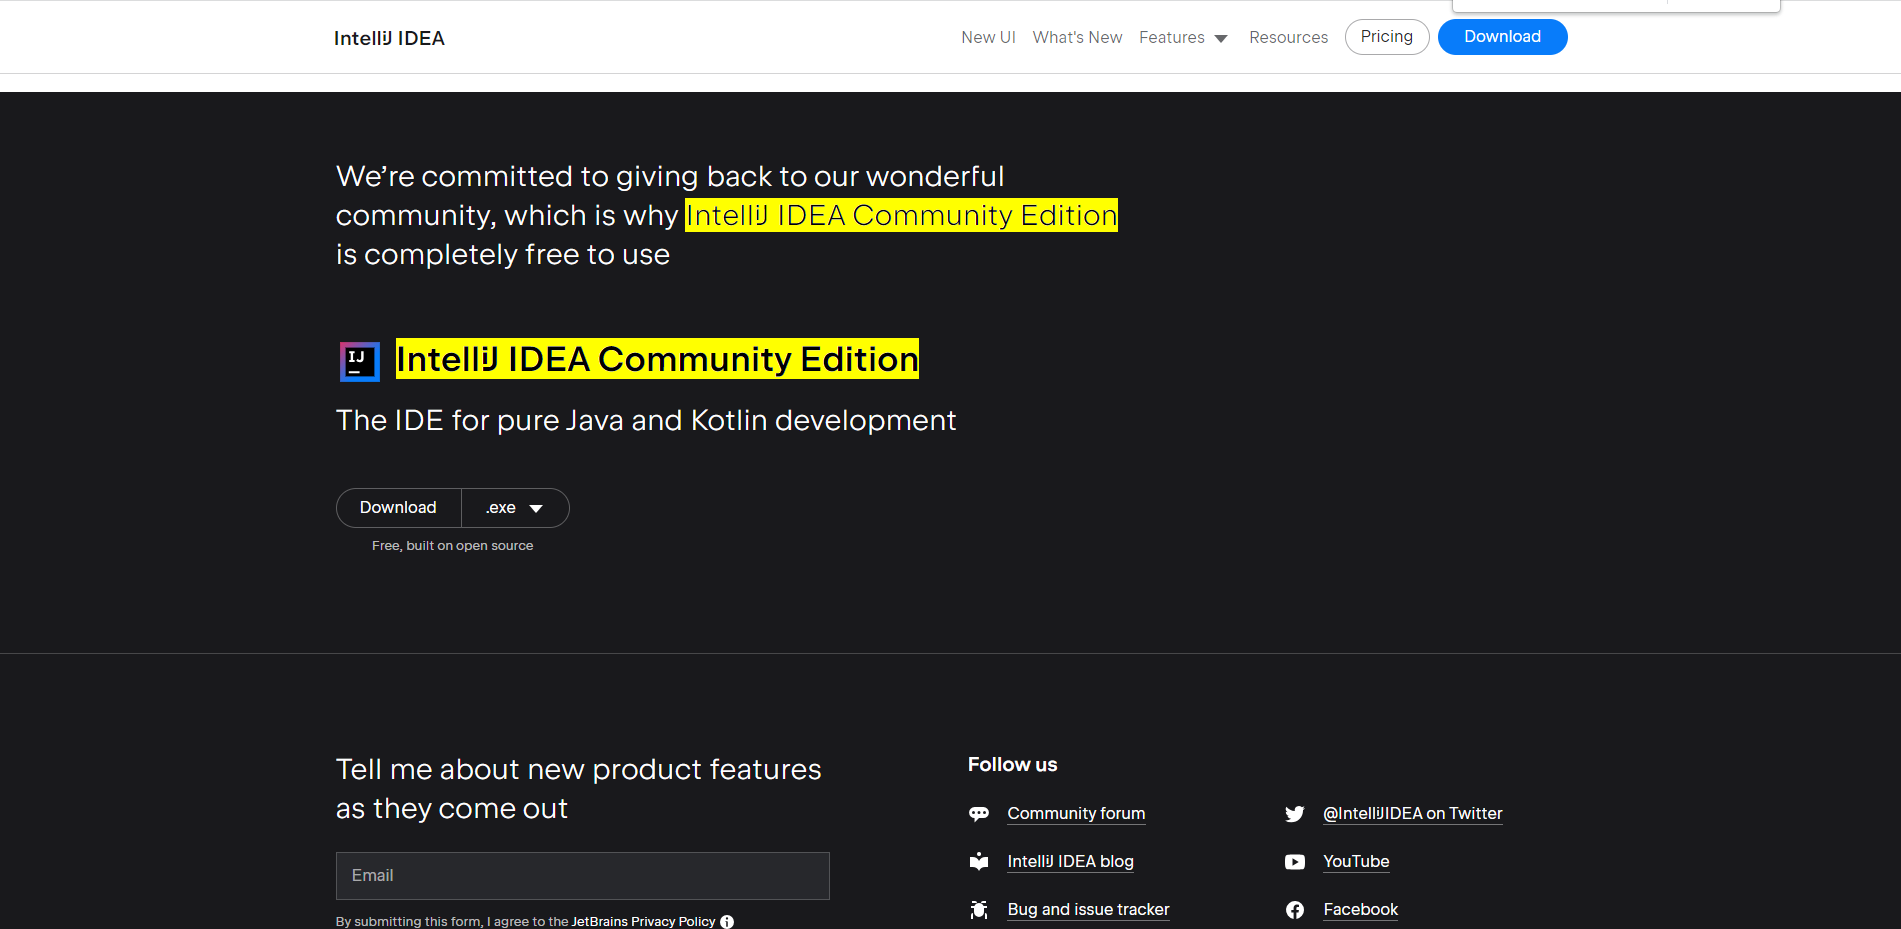 IntelliJ IDEA
New UI What's New Features Resources Pricing Download
We’re committed to giving back to our wonderful
community, which is why IntelliJ IDEA Community Edition
is completely free to use
IJ
IntelliJ IDEA Community Edition
The IDE for pure Java and Kotlin development
Download .exe
Free, built on open source
Tell me about new product features
as they come out
Email
By submitting this form, I agree to the JetBrains Privacy Policy
Follow us
Community forum
@IntelliJIDEA on Twitter
IntelliJ IDEA blog
YouTube
Bug and issue tracker
Facebook